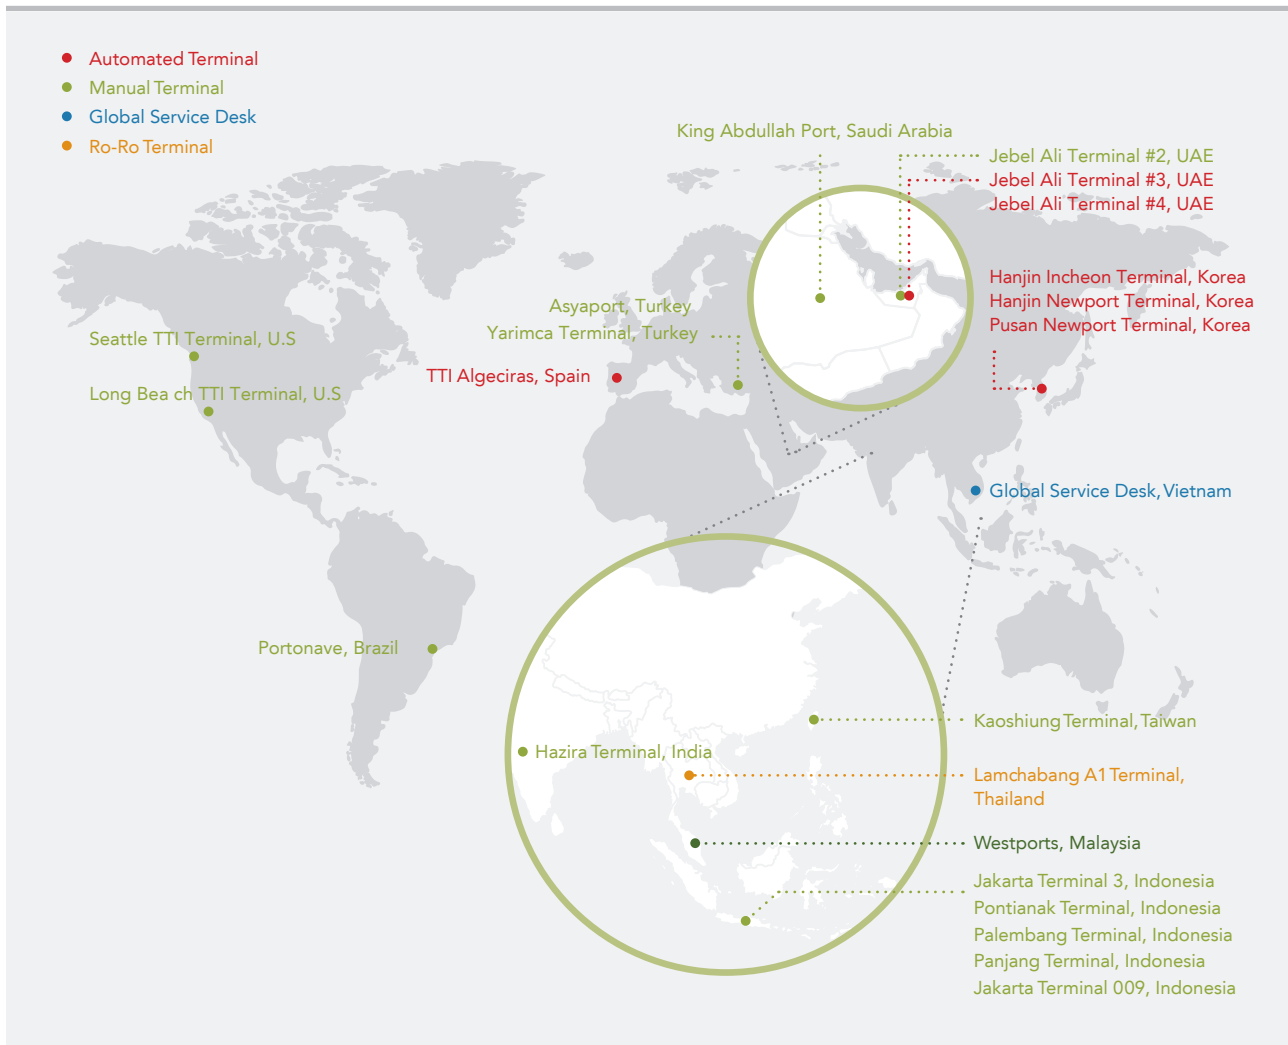 Automated Terminal
Manual Terminal
Global Service Desk
Ro-Ro Terminal
King Abdullah Port, Saudi Arabia
Jebel Ali Terminal #2, UAE
Jebel Ali Terminal #3, UAE
Jebel Ali Terminal #4, UAE
Hanjin Incheon Terminal, Korea
Hanjin Newport Terminal, Korea
Pusan Newport Terminal, Korea
Asyaport, Turkey
Yarimca Terminal, Turkey
Seattle TTI Terminal, U.S
TTI Algeciras, Spain
Long Bea ch TTI Terminal, U.S
Global Service Desk, Vietnam
Portonave, Brazil
Kaoshiung Terminal, Taiwan
Hazira Terminal, India
Lamchabang A1 Terminal,
Thailand
Westports, Malaysia
Jakarta Terminal 3, Indonesia
Pontianak Terminal, Indonesia
Palembang Terminal, Indonesia
Panjang Terminal, Indonesia
Jakarta Terminal 009, Indonesia